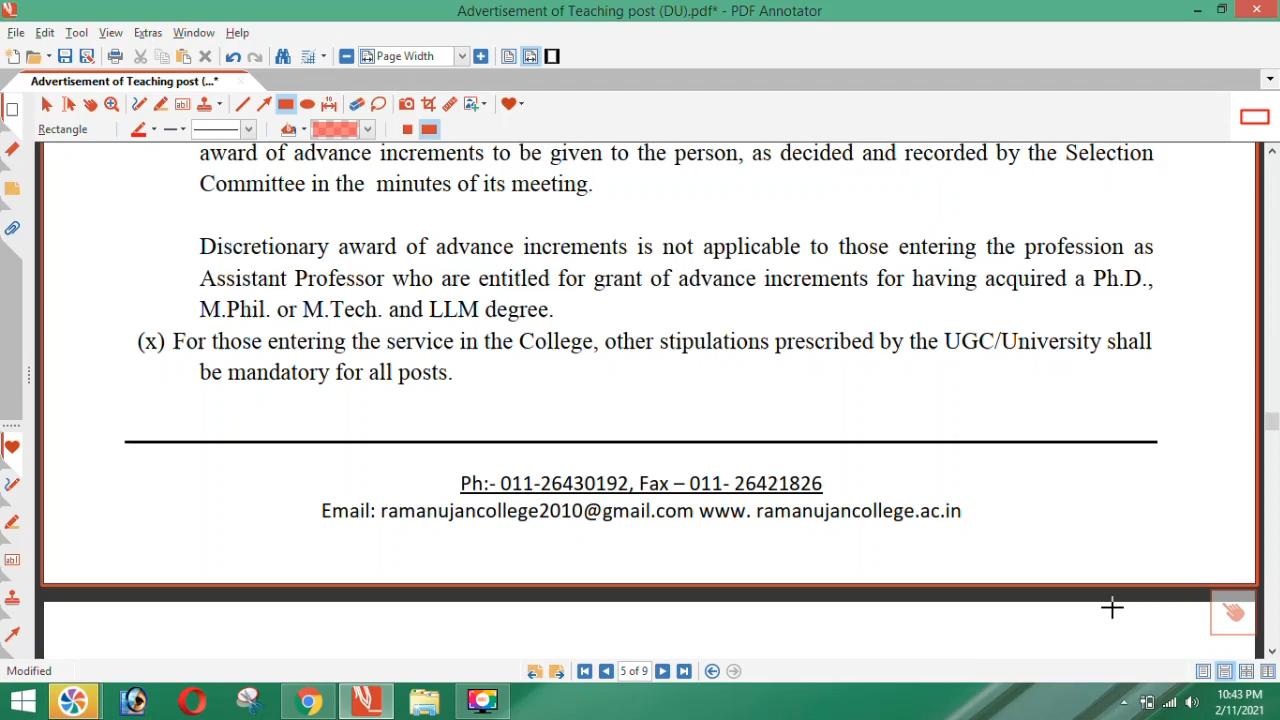 Advertisement of Teaching post (DU).pdf* - PDF Annotator
File Edit Tool View Extras Window Help
Page Width
Advertisement of Teaching post (...*
Rectangle
award of advance increments to be given to the person, as decided and recorded by the Selection
Committee in the minutes of its meeting.
Discretionary award of advance increments is not applicable to those entering the profession as
Assistant Professor who are entitled for grant of advance increments for having acquired a Ph.D.,
M.Phil. or M.Tech. and LLM degree.
(x) For those entering the service in the College, other stipulations prescribed by the UGC/University shall
be mandatory for all posts.
Ph:- 011-26430192, Fax – 011- 26421826
Email: ramanujancollege2010@gmail.com www. ramanujancollege.ac.in
Modified
5 of 9
10:43 PM
2/11/2021